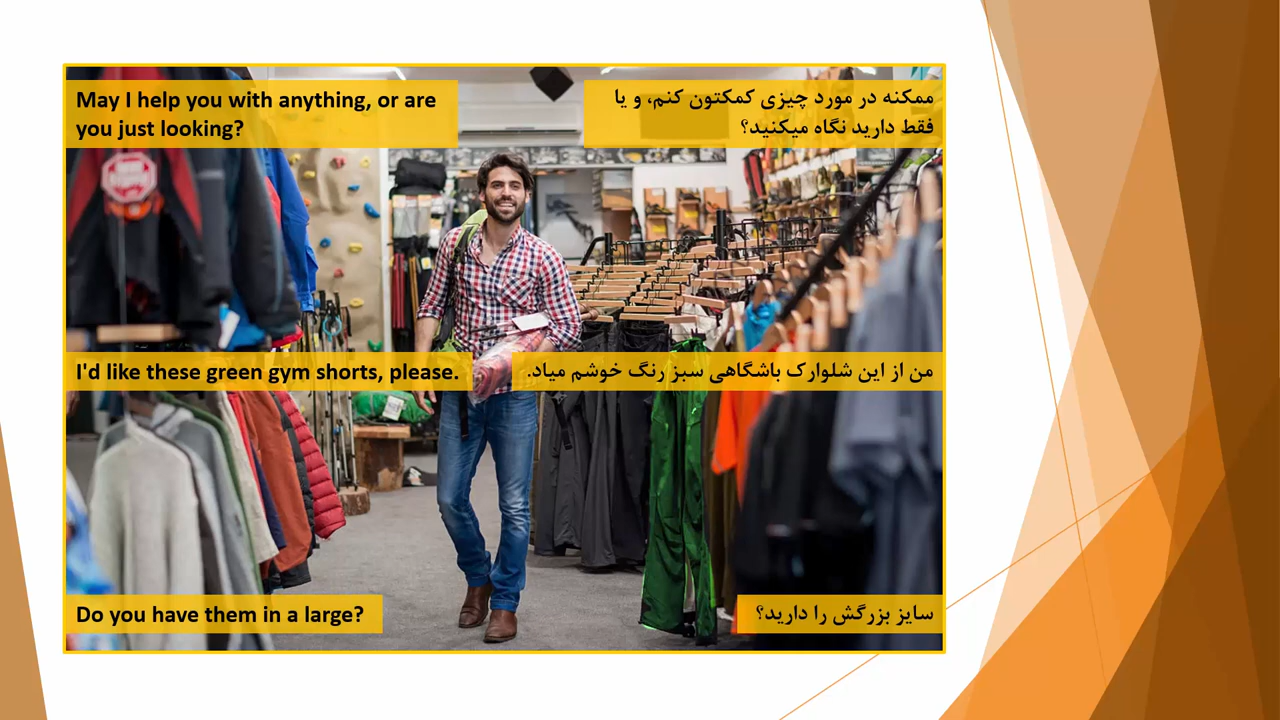 May I help you with anything, or are
you just looking?
ممکنه در مورد چیزی کمکتون کنم، و یا
فقط دارید نگاه میکنید؟
I'd like these green gym shorts, please.
من از این شلوارک باشگاهی سبز رنگ خوشم میاد.
Do you have them in a large?
سایز بزرگش را دارید؟